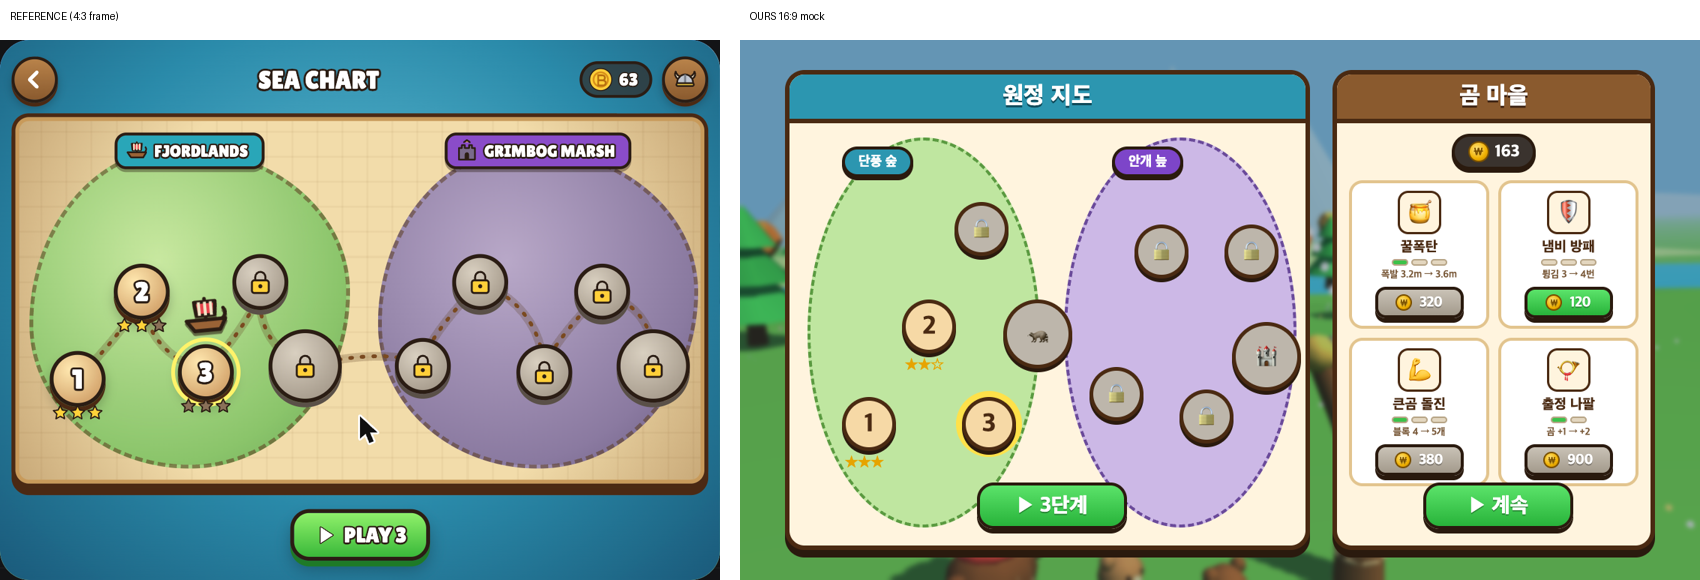 REFERENCE (4:3 frame)
SEA CHART
63
FJORDLANDS
GRIMBOG MARSH
2
1
3
PLAY 3
OURS 16:9 mock
원정 지도
단풍 숲
안개 늪
2
1
3
▶ 3단계
곰 마을
163
꿀폭탄
폭발 3.2m → 3.6m
320
냄비 방패
튕김 3 → 4번
120
큰곰 돌진
블록 4 → 5개
380
출정 나팔
곰 +1 → +2
900
▶ 계속